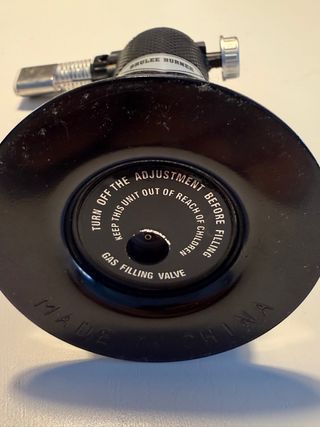 BRULEE BURNER
TURN OFF THE ADJUSTMENT BEFORE FILLING
KEEP THIS UNIT OUT OF REACH OF CHILDREN
GAS FILLING VALVE
MADE IN CHINA